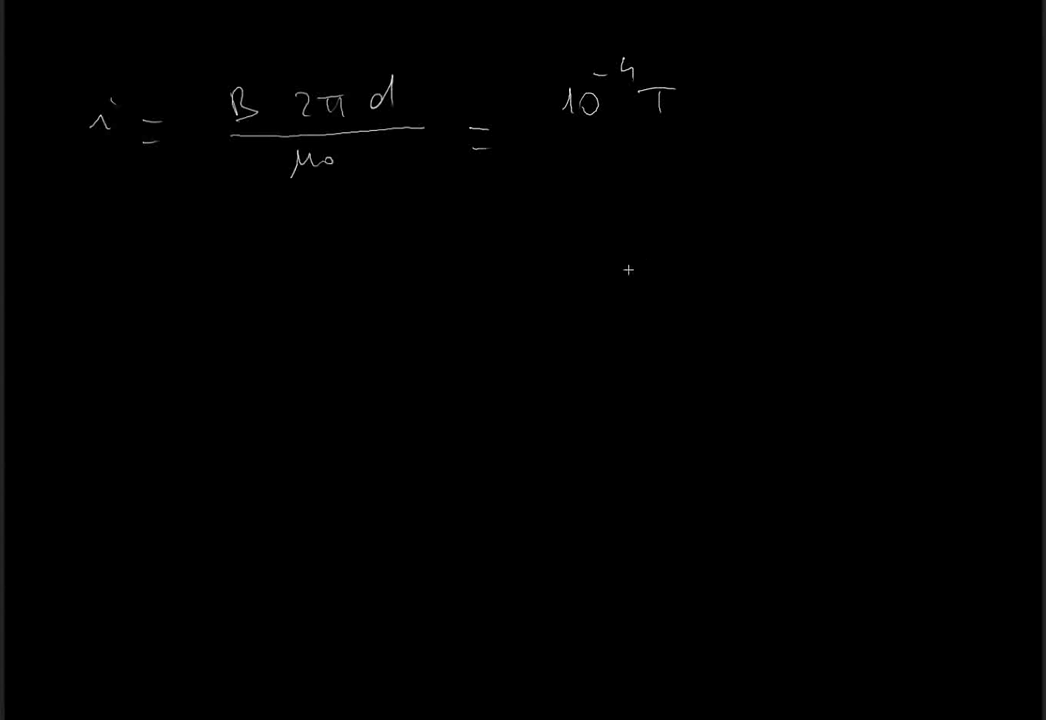 i = B 2π d / μ₀ = 10⁻⁴ T